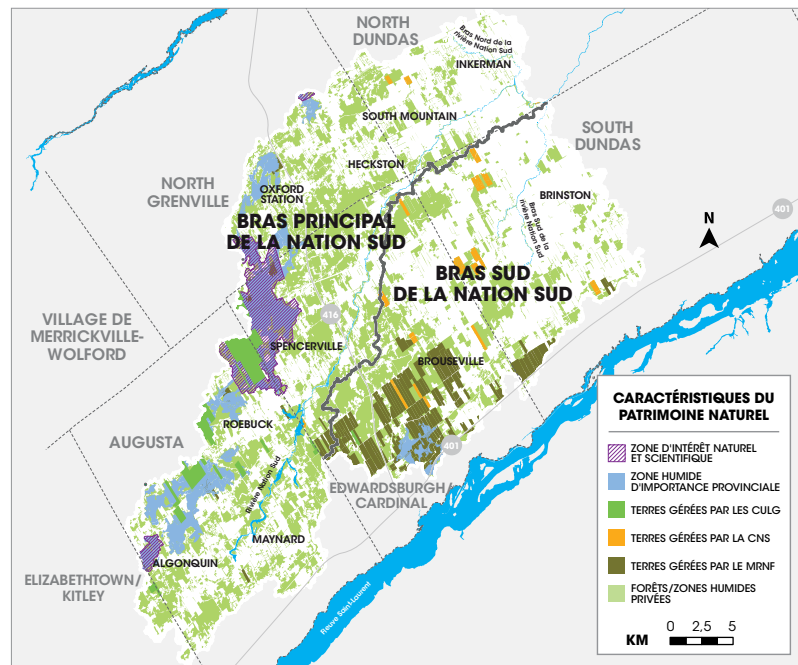 NORTH
DUNDAS
Bras Nord de la
rivière Nation Sud
INKERMAN
SOUTH MOUNTAIN
SOUTH
DUNDAS
HECKSTON
NORTH
GRENVILLE
OXFORD
STATION
BRINSTON
401
BRAS PRINCIPAL
DE LA NATION SUD
Bras Sud de la
rivière Nation Sud
N
BRAS SUD
DE LA NATION SUD
416
VILLAGE DE
MERRICKVILLE-
WOLFORD
SPENCERVILLE
BROUSEVILLE
ROEBUCK
AUGUSTA
401
EDWARDSBURGH/
CARDINAL
Rivière Nation Sud
MAYNARD
ALGONQUIN
ELIZABETHTOWN/
KITLEY
Fleuve Saint-Laurent
CARACTÉRISTIQUES DU
PATRIMOINE NATUREL
ZONE D'INTÉRÊT NATUREL
ET SCIENTIFIQUE
ZONE HUMIDE
D'IMPORTANCE PROVINCIALE
TERRES GÉRÉES PAR LES CULG
TERRES GÉRÉES PAR LA CNS
TERRES GÉRÉES PAR LE MRNF
FORÊTS/ZONES HUMIDES
PRIVÉES
0 2,5 5
KM